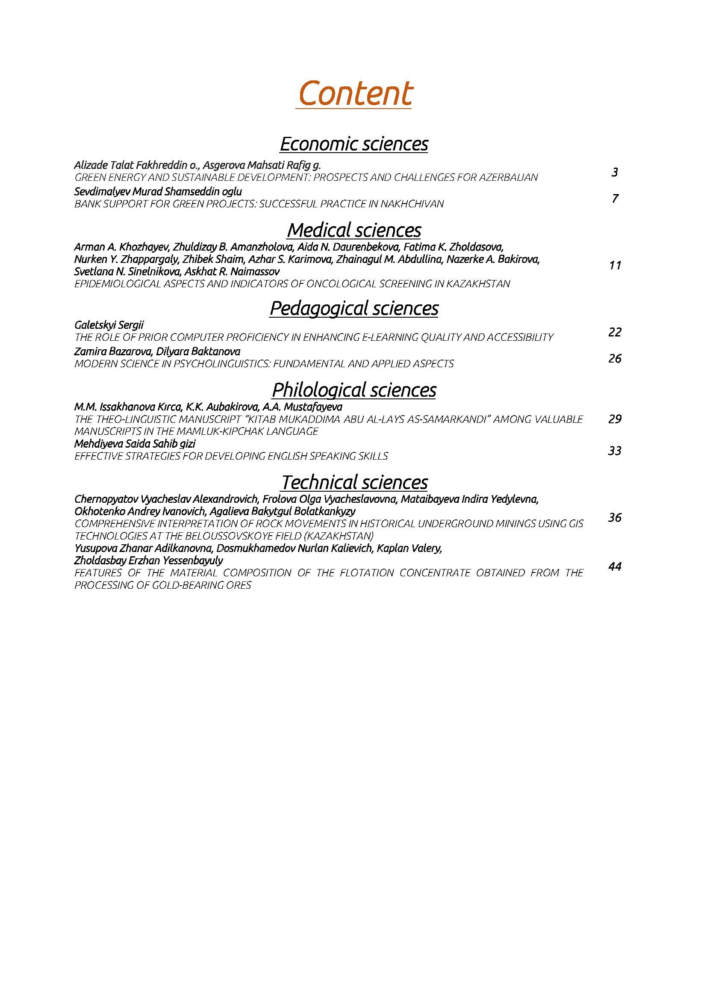 Content
Economic sciences
Alizade Talat Fakhreddin o., Asgerova Mahsati Rafig g.
GREEN ENERGY AND SUSTAINABLE DEVELOPMENT: PROSPECTS AND CHALLENGES FOR AZERBAIJAN
3
Sevdimalyev Murad Shamseddin oglu
BANK SUPPORT FOR GREEN PROJECTS: SUCCESSFUL PRACTICE IN NAKHCHIVAN
7
Medical sciences
Arman A. Khozhayev, Zhuldizay B. Amanzholova, Aida N. Daurenbekova, Fatima K. Zholdasova,
Nurken Y. Zhappargaly, Zhibek Shaim, Azhar S. Karimova, Zhainagul M. Abdullina, Nazerke A. Bakirova,
Svetlana N. Sinelnikova, Askhat R. Naimassov
EPIDEMIOLOGICAL ASPECTS AND INDICATORS OF ONCOLOGICAL SCREENING IN KAZAKHSTAN
11
Pedagogical sciences
Galetskyi Sergii
THE ROLE OF PRIOR COMPUTER PROFICIENCY IN ENHANCING E-LEARNING QUALITY AND ACCESSIBILITY
22
Zamira Bazarova, Dilyara Baktanova
MODERN SCIENCE IN PSYCHOLINGUISTICS: FUNDAMENTAL AND APPLIED ASPECTS
26
Philological sciences
M.M. Issakhanova Kırca, K.K. Aubakirova, A.A. Mustafayeva
THE THEO-LINGUISTIC MANUSCRIPT “KITAB MUKADDIMA ABU AL-LAYS AS-SAMARKANDI” AMONG VALUABLE
MANUSCRIPTS IN THE MAMLUK-KIPCHAK LANGUAGE
29
Mehdiyeva Saida Sahib gizi
EFFECTIVE STRATEGIES FOR DEVELOPING ENGLISH SPEAKING SKILLS
33
Technical sciences
Chernopyatov Vyacheslav Alexandrovich, Frolova Olga Vyacheslavovna, Mataibayeva Indira Yedylevna,
Okhotenko Andrey Ivanovich, Agalieva Bakytgul Bolatkankyzy
COMPREHENSIVE INTERPRETATION OF ROCK MOVEMENTS IN HISTORICAL UNDERGROUND MININGS USING GIS
TECHNOLOGIES AT THE BELOUSSOVSKOYE FIELD (KAZAKHSTAN)
36
Yusupova Zhanar Adilkanovna, Dosmukhamedov Nurlan Kalievich, Kaplan Valery,
Zholdasbay Erzhan Yessenbayuly
FEATURES OF THE MATERIAL COMPOSITION OF THE FLOTATION CONCENTRATE OBTAINED FROM THE
PROCESSING OF GOLD-BEARING ORES
44